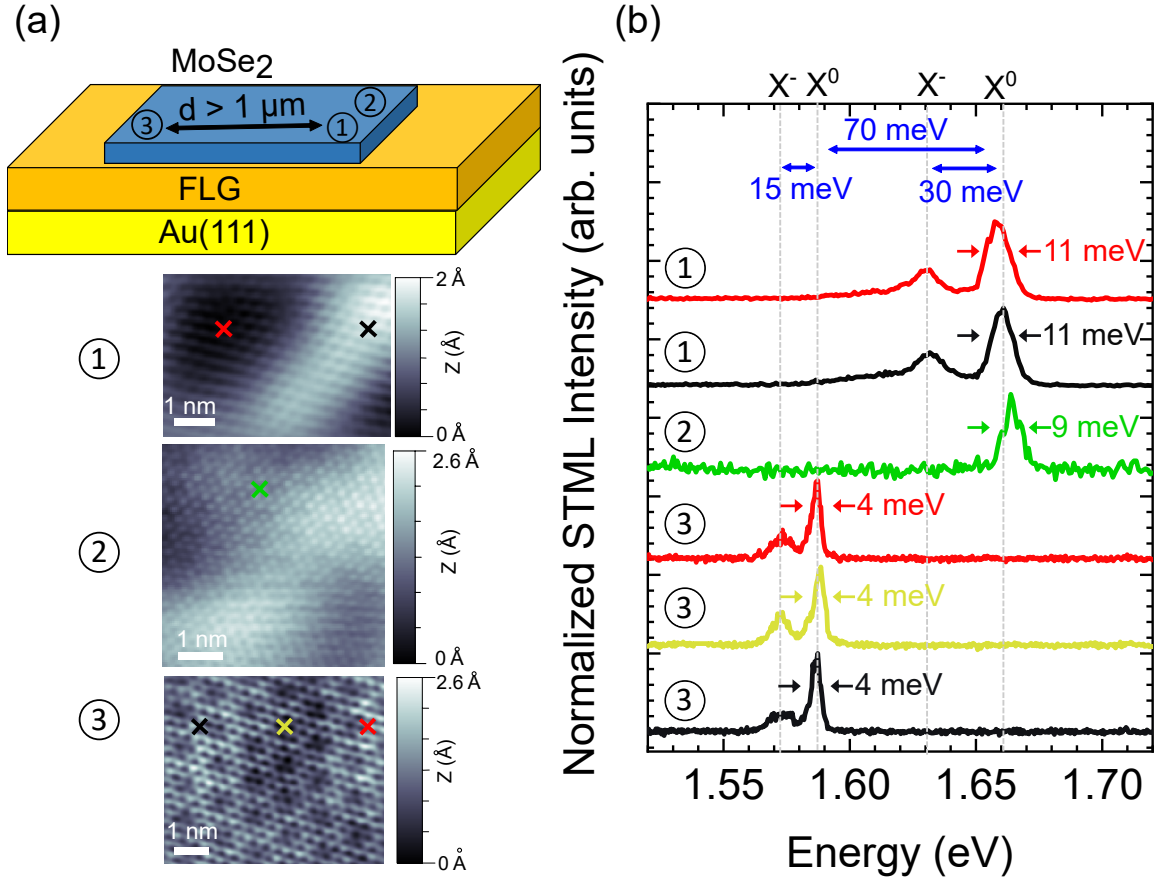 (a)
MoSe2
d > 1 μm
③
②
①
FLG
Au(111)
①
1 nm
2 Å
Z (Å)
0 Å
②
1 nm
2.6 Å
Z (Å)
0 Å
③
1 nm
2.6 Å
Z (Å)
0 Å
(b)
Normalized STML Intensity (arb. units)
X- X0 X- X0
70 meV
15 meV
30 meV
① 11 meV
① 11 meV
② 9 meV
③ 4 meV
③ 4 meV
③ 4 meV
1.55 1.60 1.65 1.70
Energy (eV)